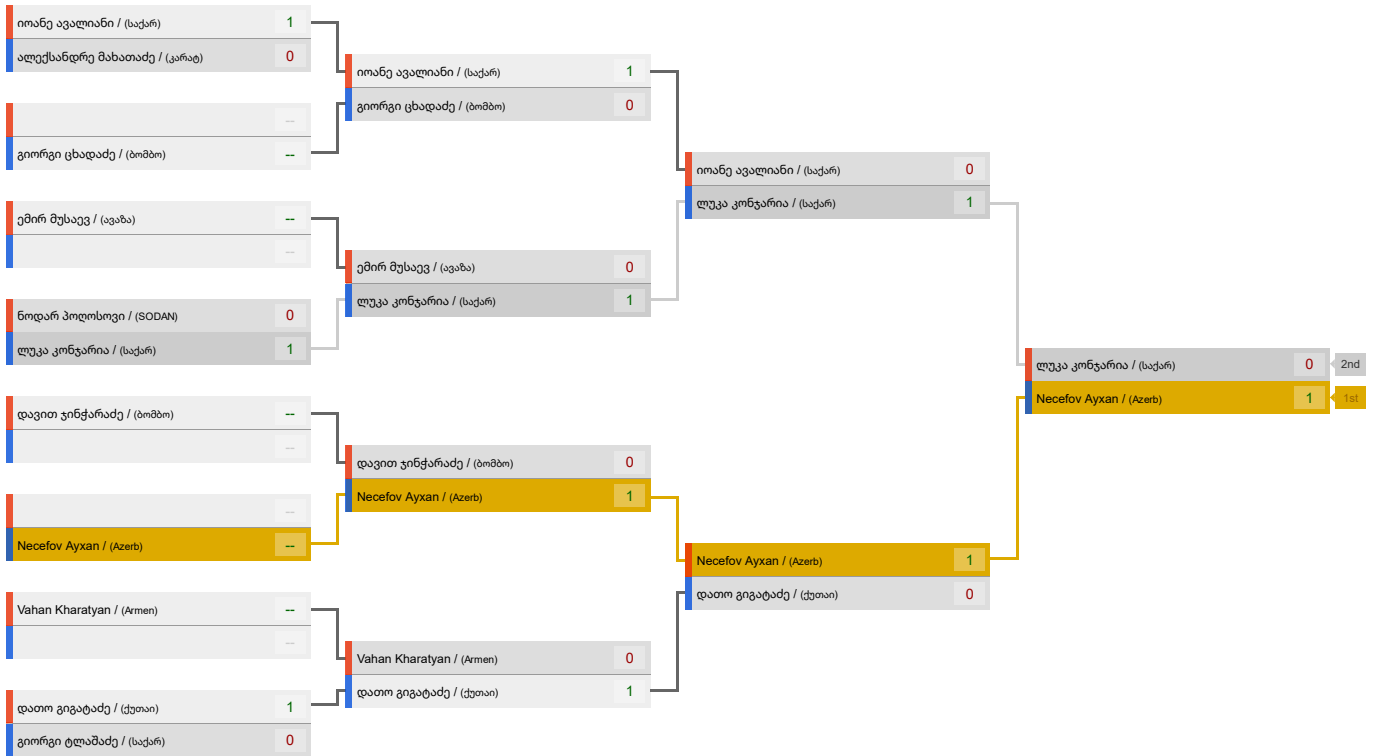 იოანე ავალიანი / (საქარ) 1
ალექსანდრე მახათაძე / (კარატ) 0
--
გიორგი ცხადაძე / (ბომბო) --
ემირ მუსაევ / (ავაზა) --
--
ნოდარ პოღოსოვი / (SODAN) 0
ლუკა კონჯარია / (საქარ) 1
დავით ჯინჭარაძე / (ბომბო) --
--
--
Necefov Ayxan / (Azerb) --
Vahan Kharatyan / (Armen) --
--
დათო გიგატაძე / (ქუთაი) 1
გიორგი ტლაშაძე / (საქარ) 0
იოანე ავალიანი / (საქარ) 1
გიორგი ცხადაძე / (ბომბო) 0
ემირ მუსაევ / (ავაზა) 0
ლუკა კონჯარია / (საქარ) 1
დავით ჯინჭარაძე / (ბომბო) 0
Necefov Ayxan / (Azerb) 1
Vahan Kharatyan / (Armen) 0
დათო გიგატაძე / (ქუთაი) 1
იოანე ავალიანი / (საქარ) 0
ლუკა კონჯარია / (საქარ) 1
Necefov Ayxan / (Azerb) 1
დათო გიგატაძე / (ქუთაი) 0
ლუკა კონჯარია / (საქარ) 0 2nd
Necefov Ayxan / (Azerb) 1 1st